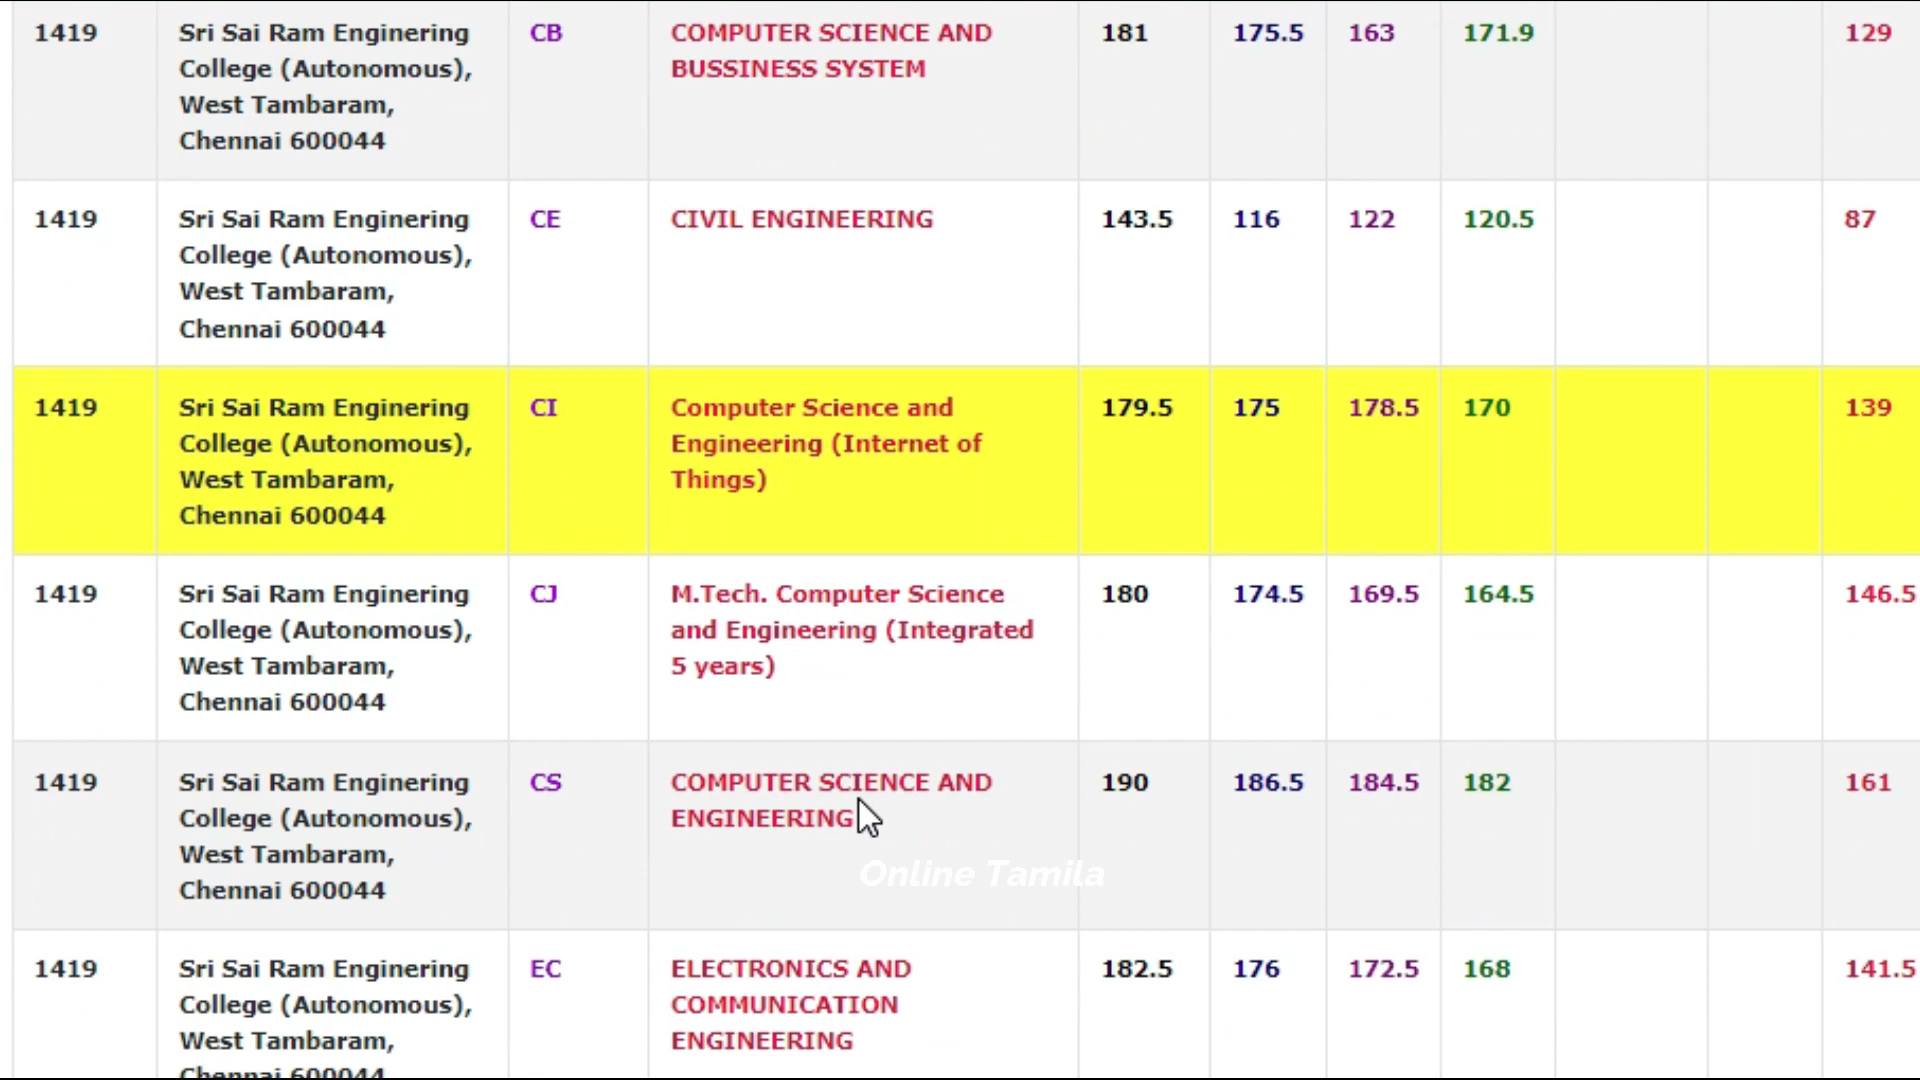 1419 Sri Sai Ram Enginering CB COMPUTER SCIENCE AND 181 175.5 163 171.9 129
College (Autonomous), BUSSINESS SYSTEM
West Tambaram,
Chennai 600044
1419 Sri Sai Ram Enginering CE CIVIL ENGINEERING 143.5 116 122 120.5 87
College (Autonomous),
West Tambaram,
Chennai 600044
1419 Sri Sai Ram Enginering CI Computer Science and 179.5 175 178.5 170 139
College (Autonomous), Engineering (Internet of
West Tambaram, Things)
Chennai 600044
1419 Sri Sai Ram Enginering CJ M.Tech. Computer Science 180 174.5 169.5 164.5 146.5
College (Autonomous), and Engineering (Integrated
West Tambaram, 5 years)
Chennai 600044
1419 Sri Sai Ram Enginering CS COMPUTER SCIENCE AND 190 186.5 184.5 182 161
College (Autonomous), ENGINEERING
West Tambaram,
Online Tamila
Chennai 600044
1419 Sri Sai Ram Enginering EC ELECTRONICS AND 182.5 176 172.5 168 141.5
College (Autonomous), COMMUNICATION
West Tambaram, ENGINEERING
Chennai 600044